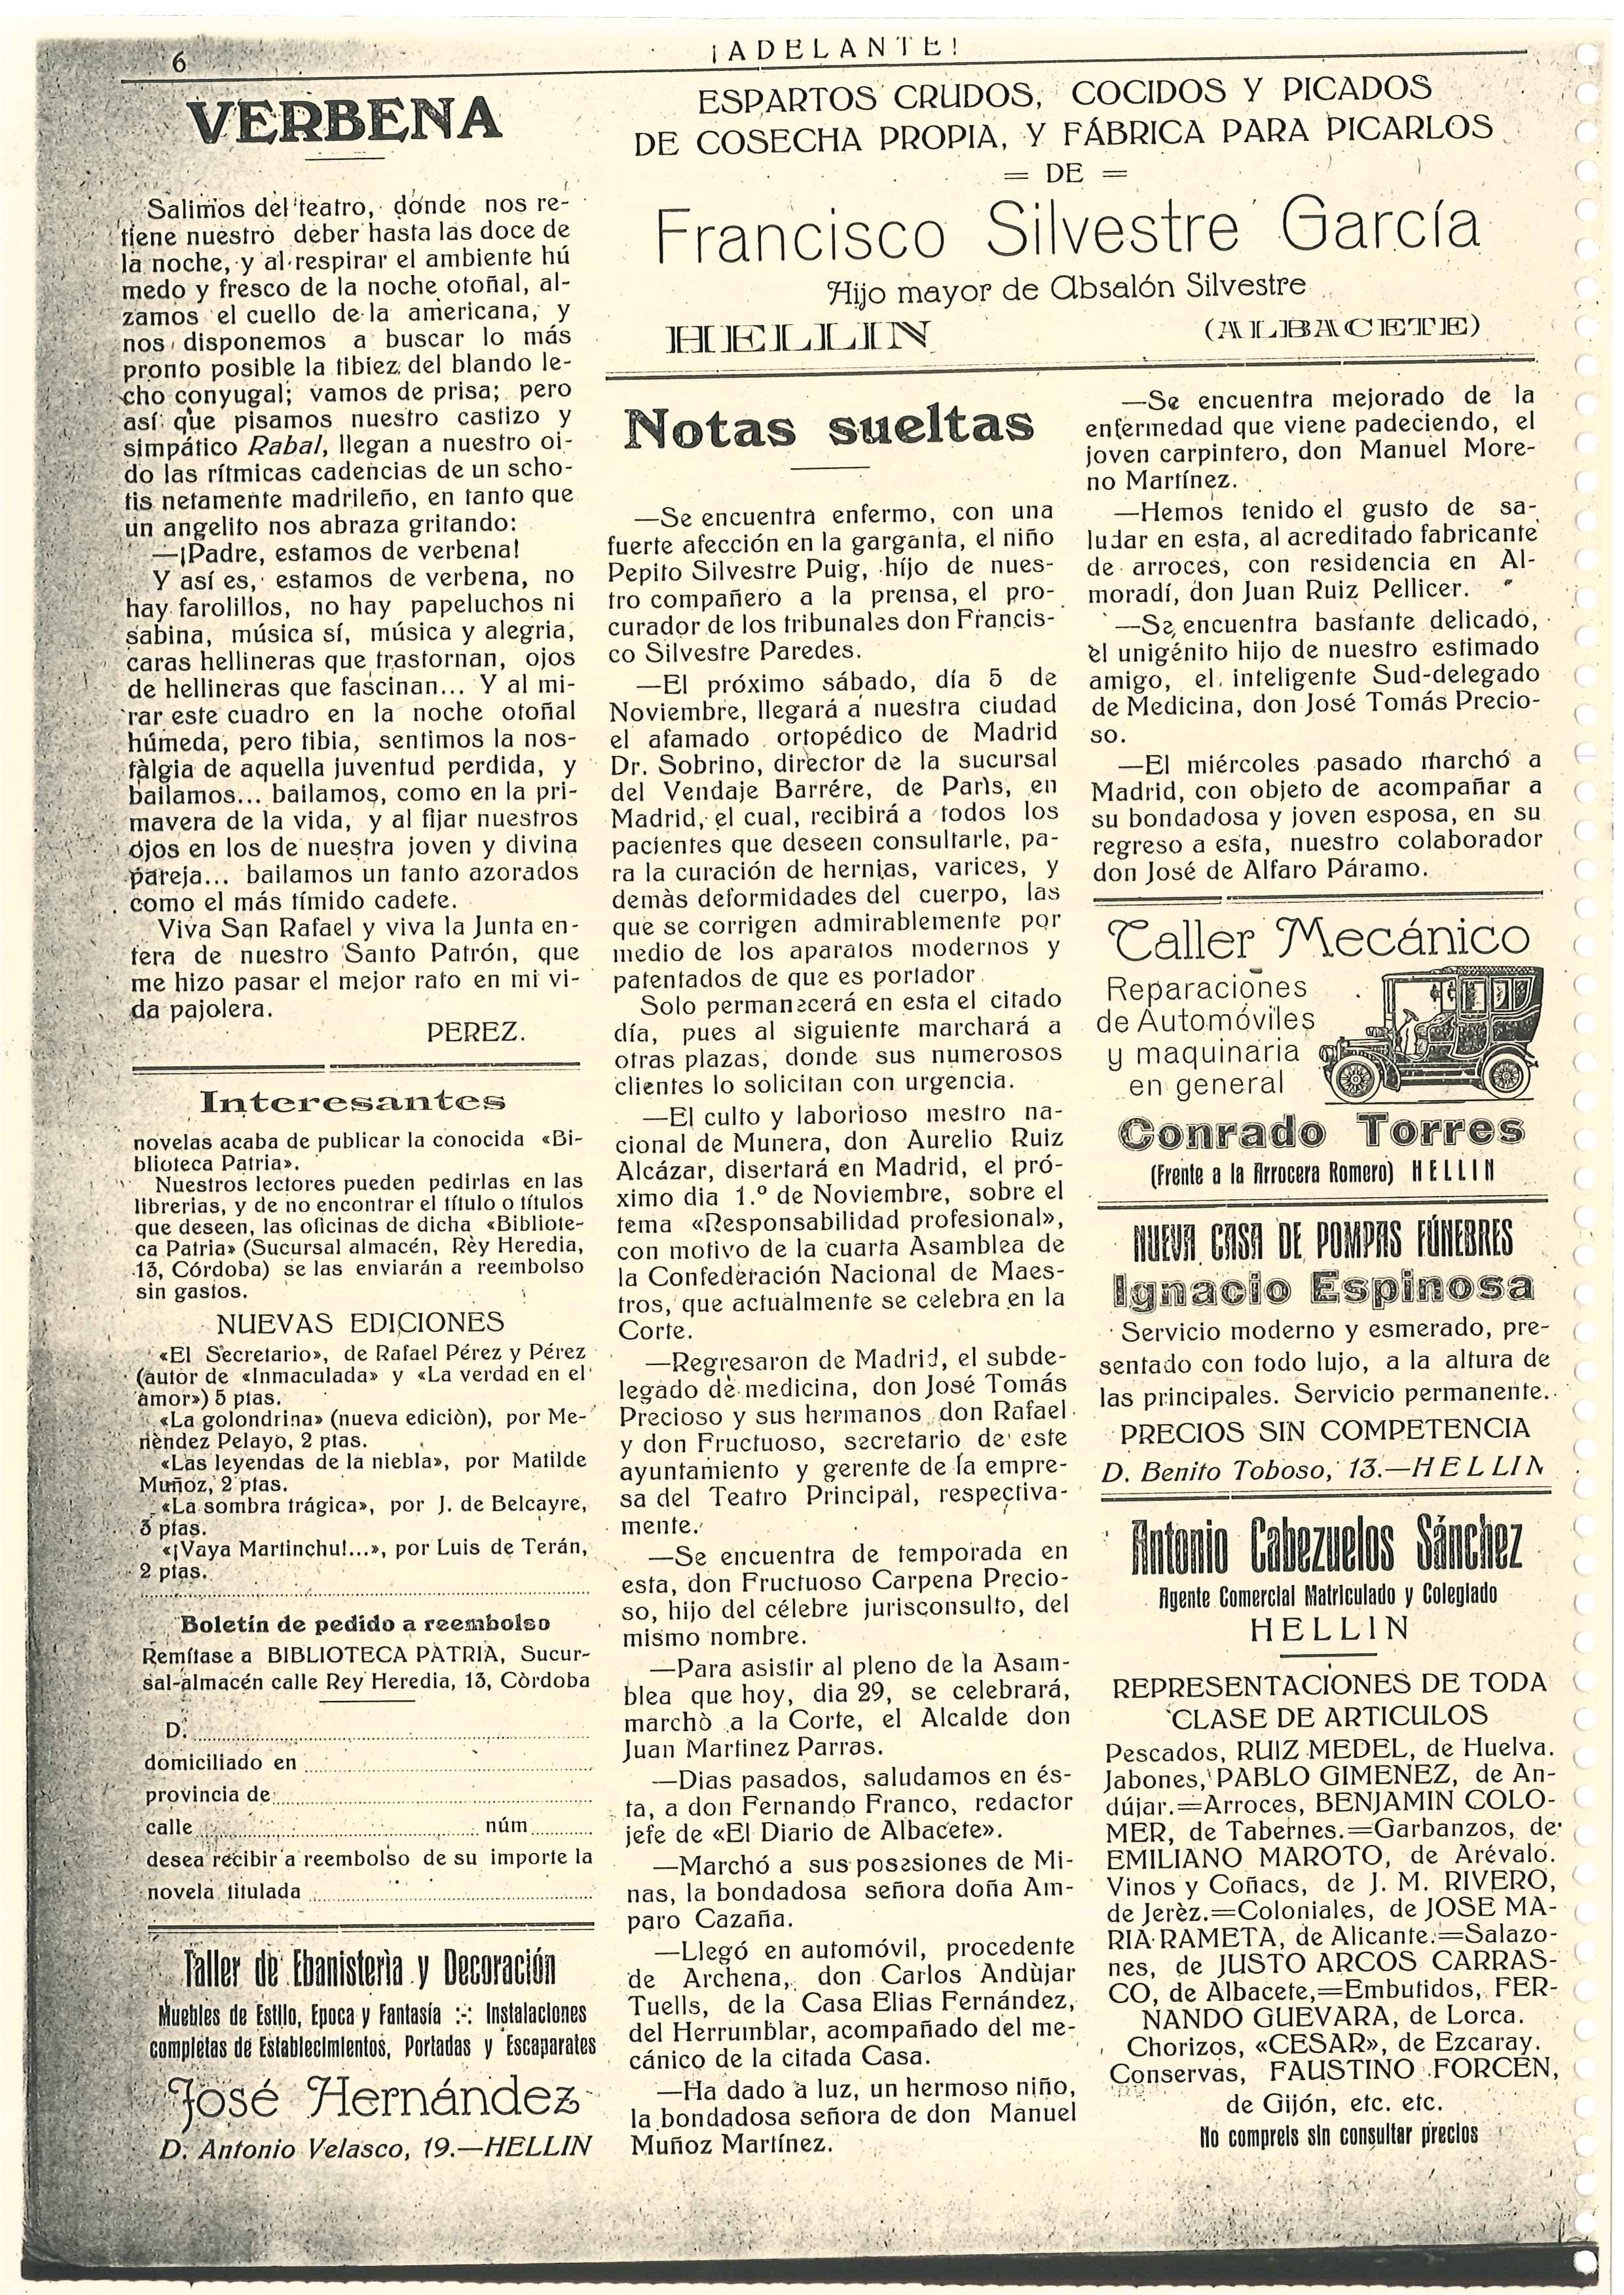 6
¡ADELANTE!
VERBENA
Salimos del teatro, donde nos re-
tiene nuestro deber hasta las doce de
la noche, y al respirar el ambiente hú
medo y fresco de la noche otoñal, al-
zamos el cuello de la americana, y
nos disponemos a buscar lo más
pronto posible la tibiez del blando le-
cho conyugal; vamos de prisa; pero
así que pisamos nuestro castizo y
simpático Rabal, llegan a nuestro oi-
do las rítmicas cadencias de un scho-
tis netamente madrileño, en tanto que
un angelito nos abraza gritando:
—¡Padre, estamos de verbena!
Y así es, estamos de verbena, no
hay farolillos, no hay papeluchos ni
sabina, música sí, música y alegria,
caras hellineras que trastornan, ojos
de hellineras que fascinan... Y al mi-
rar este cuadro en la noche otoñal
húmeda, pero tibia, sentimos la nos-
tàlgia de aquella juventud perdida, y
bailamos... bailamos, como en la pri-
mavera de la vida, y al fijar nuestros
ojos en los de nuestra joven y divina
pareja... bailamos un tanto azorados
como el más tímido cadete.
Viva San Rafael y viva la Junta en-
tera de nuestro Santo Patrón, que
me hizo pasar el mejor rato en mi vi-
da pajolera.
PEREZ.
Interesantes
novelas acaba de publicar la conocida «Bi-
blioteca Patria».
Nuestros lectores pueden pedirlas en las
librerias, y de no encontrar el título o títulos
que deseen, las oficinas de dicha «Bibliote-
ca Patria» (Sucursal almacén, Rèy Heredia,
13, Córdoba) se las enviarán a reembolso
sin gastos.
NUEVAS EDICIONES
«El Secretario», de Rafael Pérez y Pérez
(autor de «Inmaculada» y «La verdad en el
amor») 5 ptas.
«La golondrina» (nueva edición), por Me-
nèndez Pelayo, 2 ptas.
«Las leyendas de la niebla», por Matilde
Muñoz, 2 ptas.
«La sombra trágica», por J. de Belcayre,
3 ptas.
«¡Vaya Martinchu!...», por Luis de Terán,
2 ptas.
Boletín de pedido a reembolso
Remítase a BIBLIOTECA PATRIA, Sucur-
sal-almacén calle Rey Heredia, 13, Còrdoba
D.
domiciliado en
provincia de
calle núm
desea recibir a reembolso de su importe la
novela titulada
Taller de Ebanisteria y Decoración
Muebles de Estilo, Epoca y Fantasía :-: Instalaciones
completas de Establecimientos, Portadas y Escaparates
José Hernández
D. Antonio Velasco, 19.—HELLIN
ESPARTOS CRUDOS, COCIDOS Y PICADOS
DE COSECHA PROPIA, Y FÁBRICA PARA PICARLOS
= DE =
Francisco Silvestre García
Hijo mayor de Absalón Silvestre
HELLIN (ALBACETE)
Notas sueltas
—Se encuentra enfermo, con una
fuerte afección en la garganta, el niño
Pepito Silvestre Puig, híjo de nues-
tro compañero a la prensa, el pro-
curador de los tribunales don Francis-
co Silvestre Paredes.
—El próximo sábado, día 5 de
Noviembre, llegará á nuestra ciudad
el afamado ortopédico de Madrid
Dr. Sobrino, director de la sucursal
del Vendaje Barrére, de Parìs, en
Madrid, el cual, recibirá a todos los
pacientes que deseen consultarle, pa-
ra la curación de hernias, varices, y
demàs deformidades del cuerpo, las
que se corrigen admirablemente por
medio de los aparatos modernos y
patentados de que es portador.
Solo permanecerá en esta el citado
día, pues al siguiente marchará a
otras plazas, donde sus numerosos
clientes lo solicitan con urgencia.
—El culto y laborioso mestro na-
cional de Munera, don Aurelio Ruiz
Alcázar, disertará en Madrid, el pró-
ximo dia 1.º de Noviembre, sobre el
tema «Responsabilidad profesional»,
con motivo de la cuarta Asamblea de
la Confederación Nacional de Maes-
tros, que actualmente se celebra en la
Corte.
—Regresaron de Madrid, el subde-
legado de medicina, don José Tomás
Precioso y sus hermanos don Rafael
y don Fructuoso, secretario de este
ayuntamiento y gerente de la empre-
sa del Teatro Principal, respectiva-
mente.
—Se encuentra de temporada en
esta, don Fructuoso Carpena Precio-
so, hijo del célebre jurisconsulto, del
mismo nombre.
—Para asistir al pleno de la Asam-
blea que hoy, dia 29, se celebrará,
marchò a la Corte, el Alcalde don
Juan Martinez Parras.
—Dias pasados, saludamos en és-
ta, a don Fernando Franco, redactor
jefe de «El Diario de Albacete».
—Marchó a sus posesiones de Mi-
nas, la bondadosa señora doña Am-
paro Cazaña.
—Llegó en automóvil, procedente
de Archena, don Carlos Andùjar
Tuells, de la Casa Elias Fernández,
del Herrumblar, acompañado del me-
cánico de la citada Casa.
—Ha dado a luz, un hermoso niño,
la bondadosa señora de don Manuel
Muñoz Martínez.
—Se encuentra mejorado de la
enfermedad que viene padeciendo, el
joven carpintero, don Manuel More-
no Martínez.
—Hemos tenido el gusto de sa-
ludar en esta, al acreditado fabricante
de arroces, con residencia en Al-
moradí, don Juan Ruiz Pellicer.
—Se encuentra bastante delicado,
el unigénito hijo de nuestro estimado
amigo, el inteligente Sud-delegado
de Medicina, don José Tomás Precio-
so.
—El miércoles pasado marchó a
Madrid, con objeto de acompañar a
su bondadosa y joven esposa, en su
regreso a esta, nuestro colaborador
don José de Alfaro Páramo.
Taller Mecánico
Reparaciones
de Automóviles
y maquinaria
en general
Conrado Torres
(Frente a la Arrocera Romero) HELLIN
NUEVA CASA DE POMPAS FÚNEBRES
Ignacio Espinosa
Servicio moderno y esmerado, pre-
sentado con todo lujo, a la altura de
las principales. Servicio permanente.
PRECIOS SIN COMPETENCIA
D. Benito Toboso, 13.—HELLIN
Antonio Cabezuelos Sánchez
Agente Comercial Matriculado y Colegiado
HELLIN
REPRESENTACIONES DE TODA
CLASE DE ARTICULOS
Pescados, RUIZ MEDEL, de Huelva.
Jabones, PABLO GIMENEZ, de An-
dújar.=Arroces, BENJAMIN COLO-
MER, de Tabernes.=Garbanzos, de
EMILIANO MAROTO, de Arévalo.
Vinos y Coñacs, de J. M. RIVERO,
de Jerèz.=Coloniales, de JOSE MA-
RIA RAMETA, de Alicante.=Salazo-
nes, de JUSTO ARCOS CARRAS-
CO, de Albacete,=Embutidos, FER-
NANDO GUEVARA, de Lorca.
Chorizos, «CESAR», de Ezcaray.
Conservas, FAUSTINO FORCEN,
de Gijón, etc. etc.
No compreis sin consultar precios